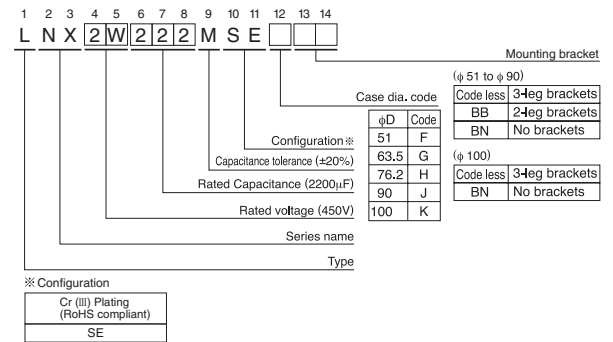 1 2 3 4 5 6 7 8 9 10 11 12 13 14
L N X 2 W 2 2 2 M S E
Mounting bracket
(φ 51 to φ 90)
Code less 3-leg brackets
BB 2-leg brackets
BN No brackets
(φ 100)
Code less 3-leg brackets
BN No brackets
Case dia. code
φD Code
51 F
63.5 G
76.2 H
90 J
100 K
Configuration※
Capacitance tolerance (±20%)
Rated Capacitance (2200μF)
Rated voltage (450V)
Series name
Type
※Configuration
Cr (III) Plating
(RoHS compliant)
SE